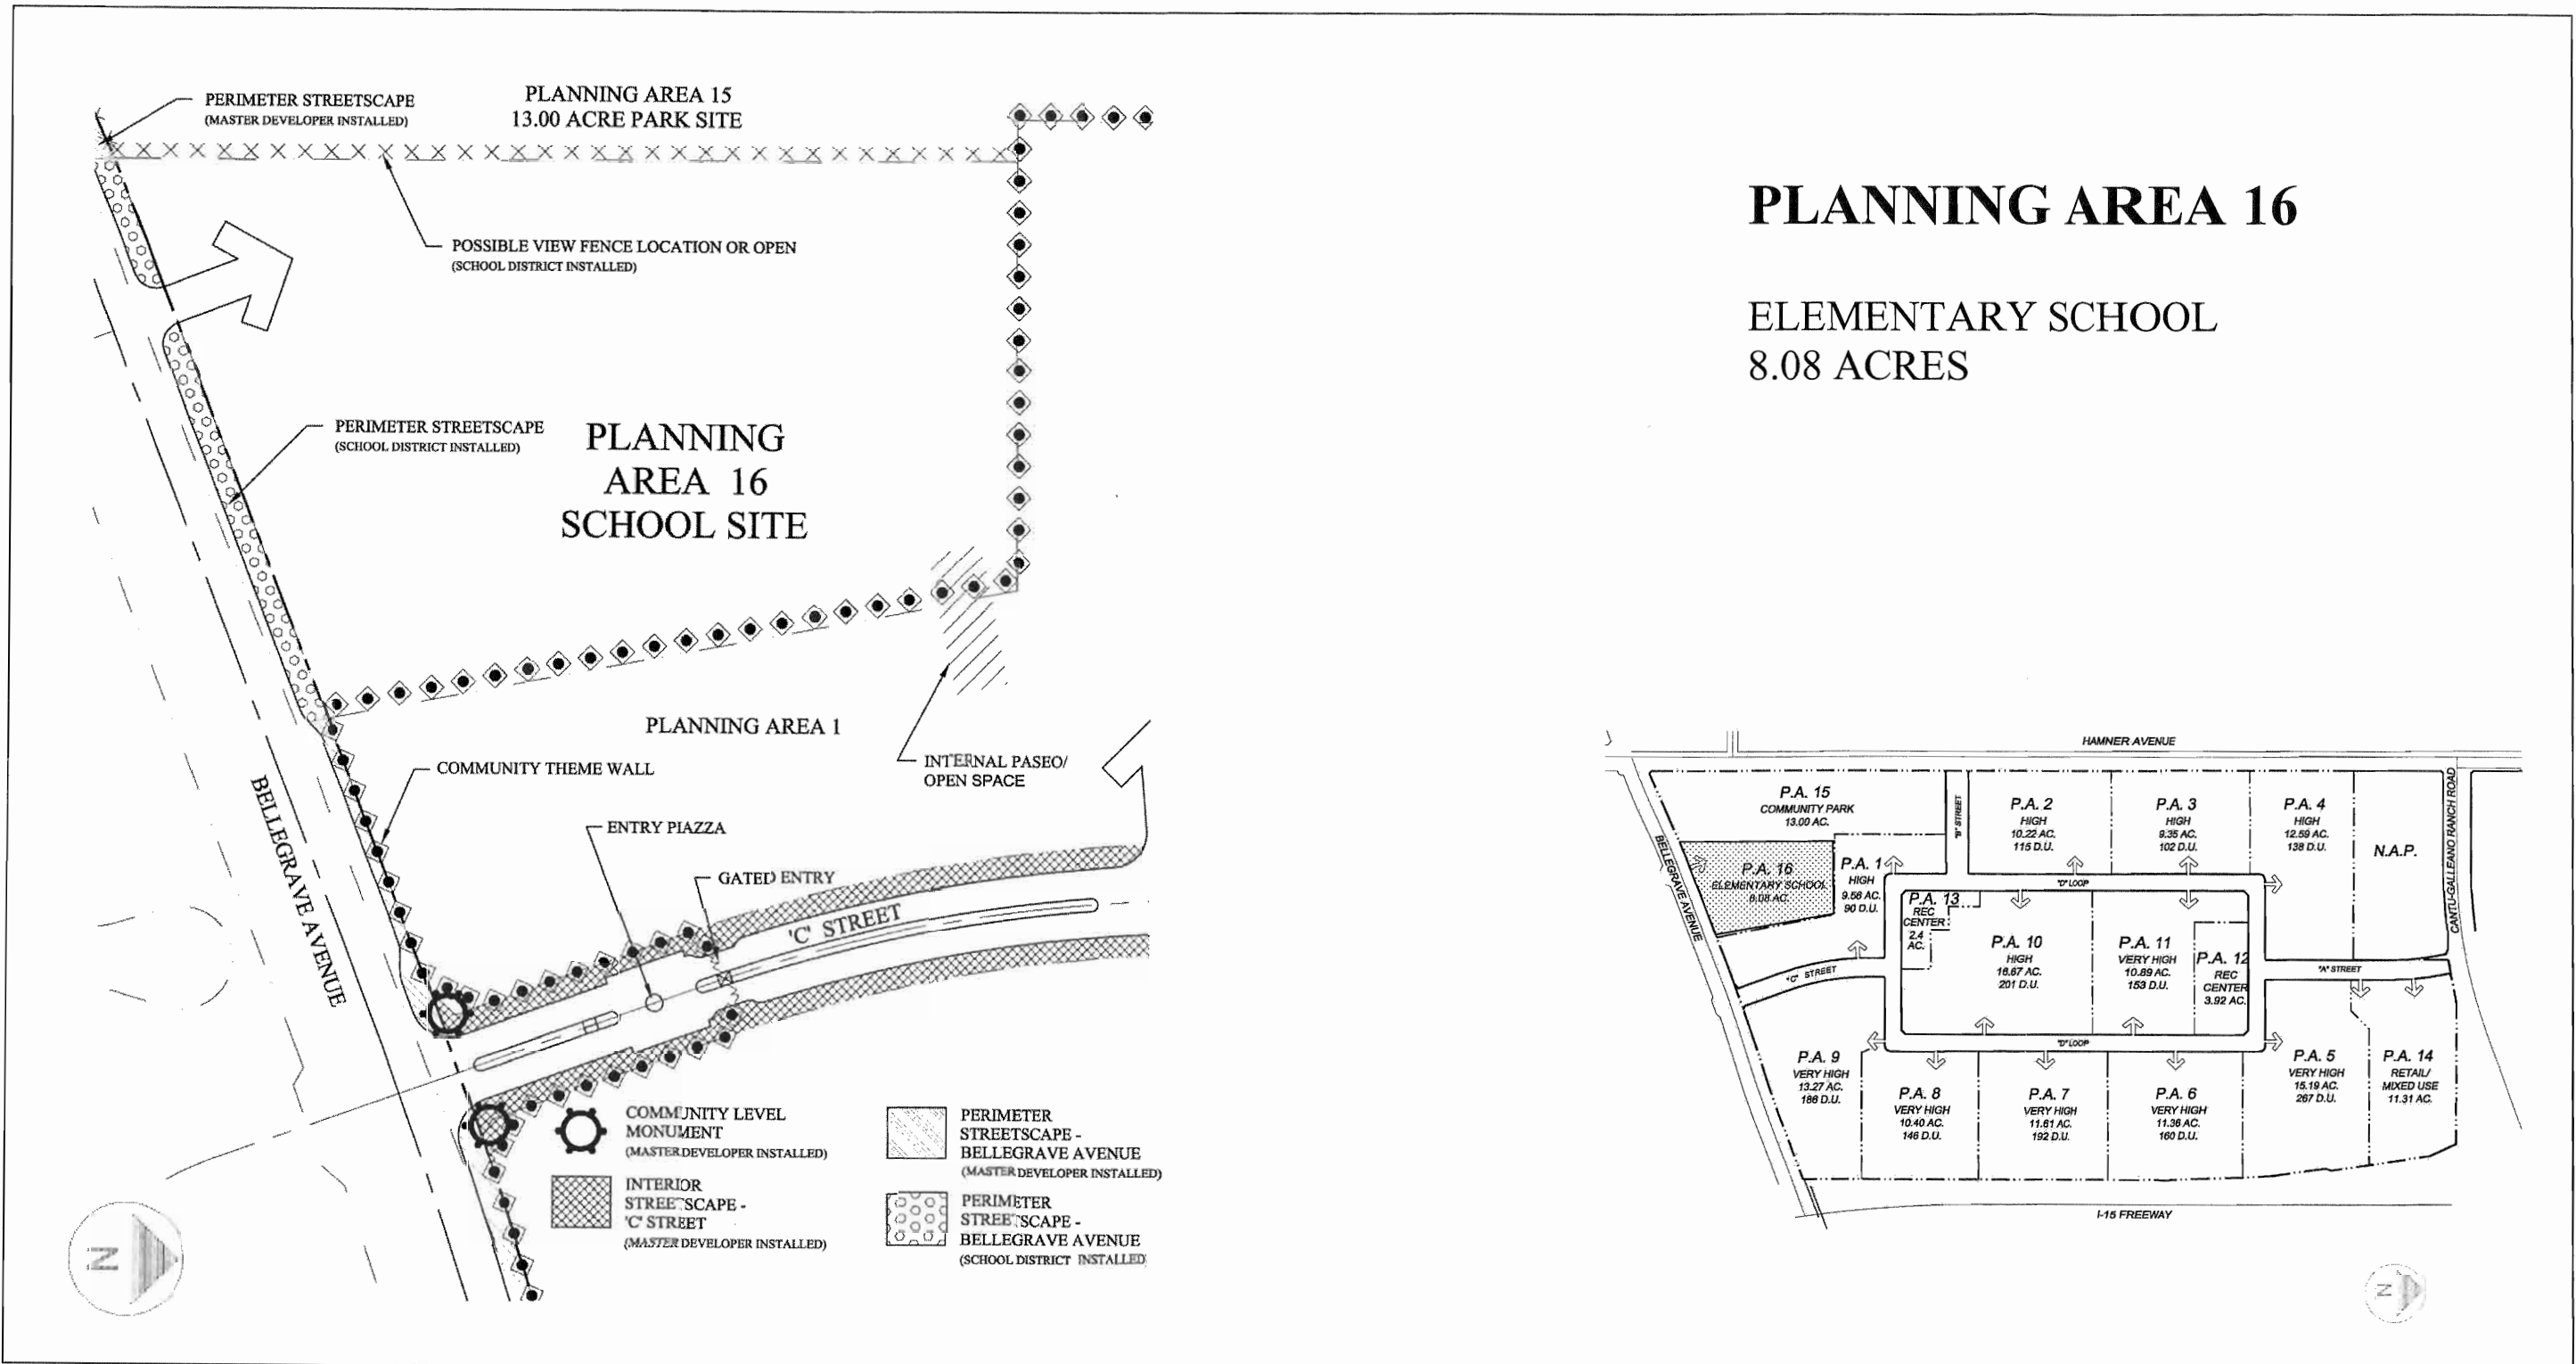 PERIMETER STREETSCAPE
(MASTER DEVELOPER INSTALLED)
PLANNING AREA 15
13.00 ACRE PARK SITE
POSSIBLE VIEW FENCE LOCATION OR OPEN
(SCHOOL DISTRICT INSTALLED)
PERIMETER STREETSCAPE
(SCHOOL DISTRICT INSTALLED)
PLANNING
AREA 16
SCHOOL SITE
PLANNING AREA 1
INTERNAL PASEO/
OPEN SPACE
COMMUNITY THEME WALL
BELLEGRAVE AVENUE
ENTRY PIAZZA
GATED ENTRY
'C' STREET
COMMUNITY LEVEL
MONUMENT
(MASTER DEVELOPER INSTALLED)
INTERIOR
STREETSCAPE -
'C' STREET
(MASTER DEVELOPER INSTALLED)
PERIMETER
STREETSCAPE -
BELLEGRAVE AVENUE
(MASTER DEVELOPER INSTALLED)
PERIMETER
STREETSCAPE -
BELLEGRAVE AVENUE
(SCHOOL DISTRICT INSTALLED
N
PLANNING AREA 16
ELEMENTARY SCHOOL
8.08 ACRES
HAMNER AVENUE
BELLEGRAVE AVENUE
P.A. 15
COMMUNITY PARK
13.00 AC.
"B" STREET
P.A. 2
HIGH
10.22 AC.
115 D.U.
P.A. 3
HIGH
9.35 AC.
102 D.U.
P.A. 4
HIGH
12.59 AC.
138 D.U.
N.A.P.
CANTU-GALLEANO RANCH ROAD
P.A. 16
ELEMENTARY SCHOOL
8.08 AC.
P.A. 1
HIGH
9.56 AC.
90 D.U.
"D" LOOP
P.A. 13
REC
CENTER
2.4
AC.
P.A. 10
HIGH
16.67 AC.
201 D.U.
P.A. 11
VERY HIGH
10.89 AC.
153 D.U.
P.A. 12
REC
CENTER
3.92 AC.
"C" STREET
"A" STREET
"D" LOOP
P.A. 9
VERY HIGH
13.27 AC.
186 D.U.
P.A. 8
VERY HIGH
10.40 AC.
146 D.U.
P.A. 7
VERY HIGH
11.61 AC.
192 D.U.
P.A. 6
VERY HIGH
11.36 AC.
160 D.U.
P.A. 5
VERY HIGH
15.19 AC.
267 D.U.
P.A. 14
RETAIL/
MIXED USE
11.31 AC.
I-15 FREEWAY
N